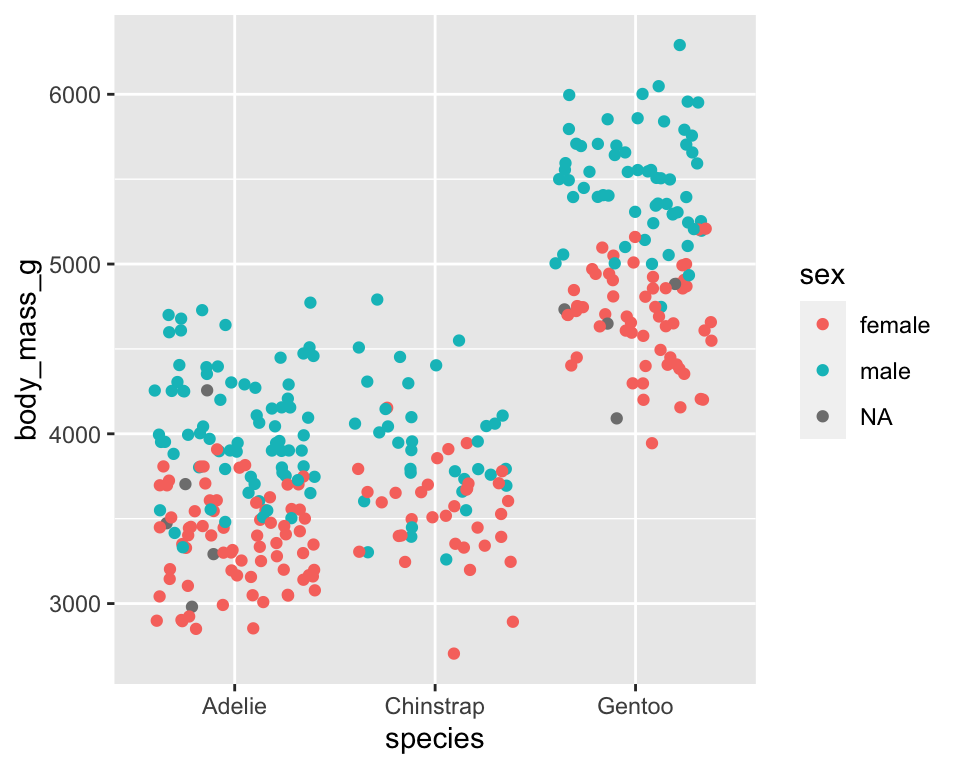 body_mass_g
6000
5000
4000
3000
Adelie Chinstrap Gentoo
species
sex
female
male
NA